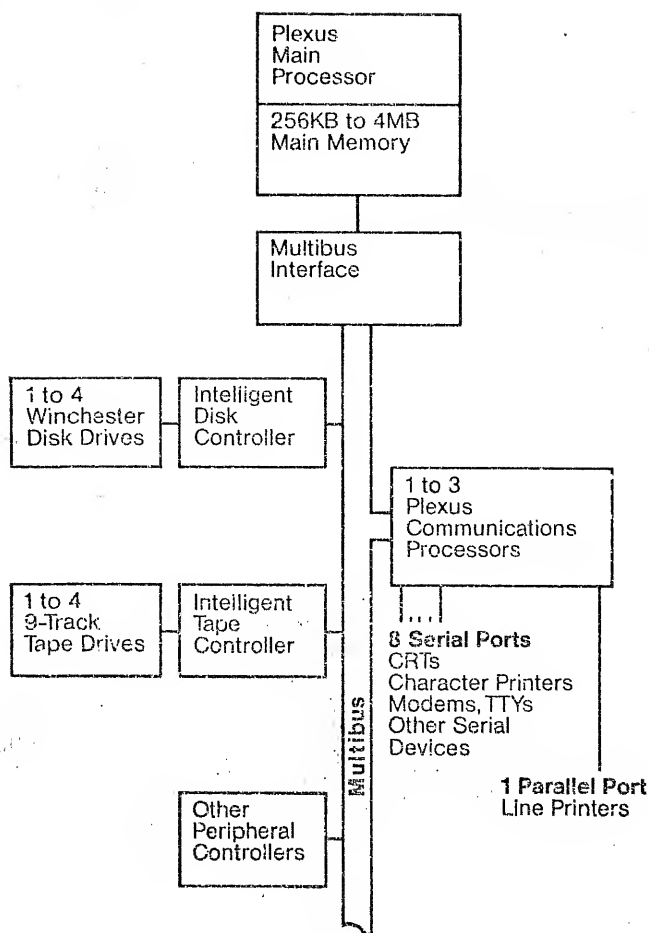 Plexus
Main
Processor
256KB to 4MB
Main Memory
Multibus
Interface
1 to 4
Winchester
Disk Drives
Intelligent
Disk
Controller
1 to 3
Plexus
Communications
Processors
1 to 4
9-Track
Tape Drives
Intelligent
Tape
Controller
8 Serial Ports
CRTs
Character Printers
Modems, TTYs
Other Serial
Devices
Multibus
1 Parallel Port
Line Printers
Other
Peripheral
Controllers